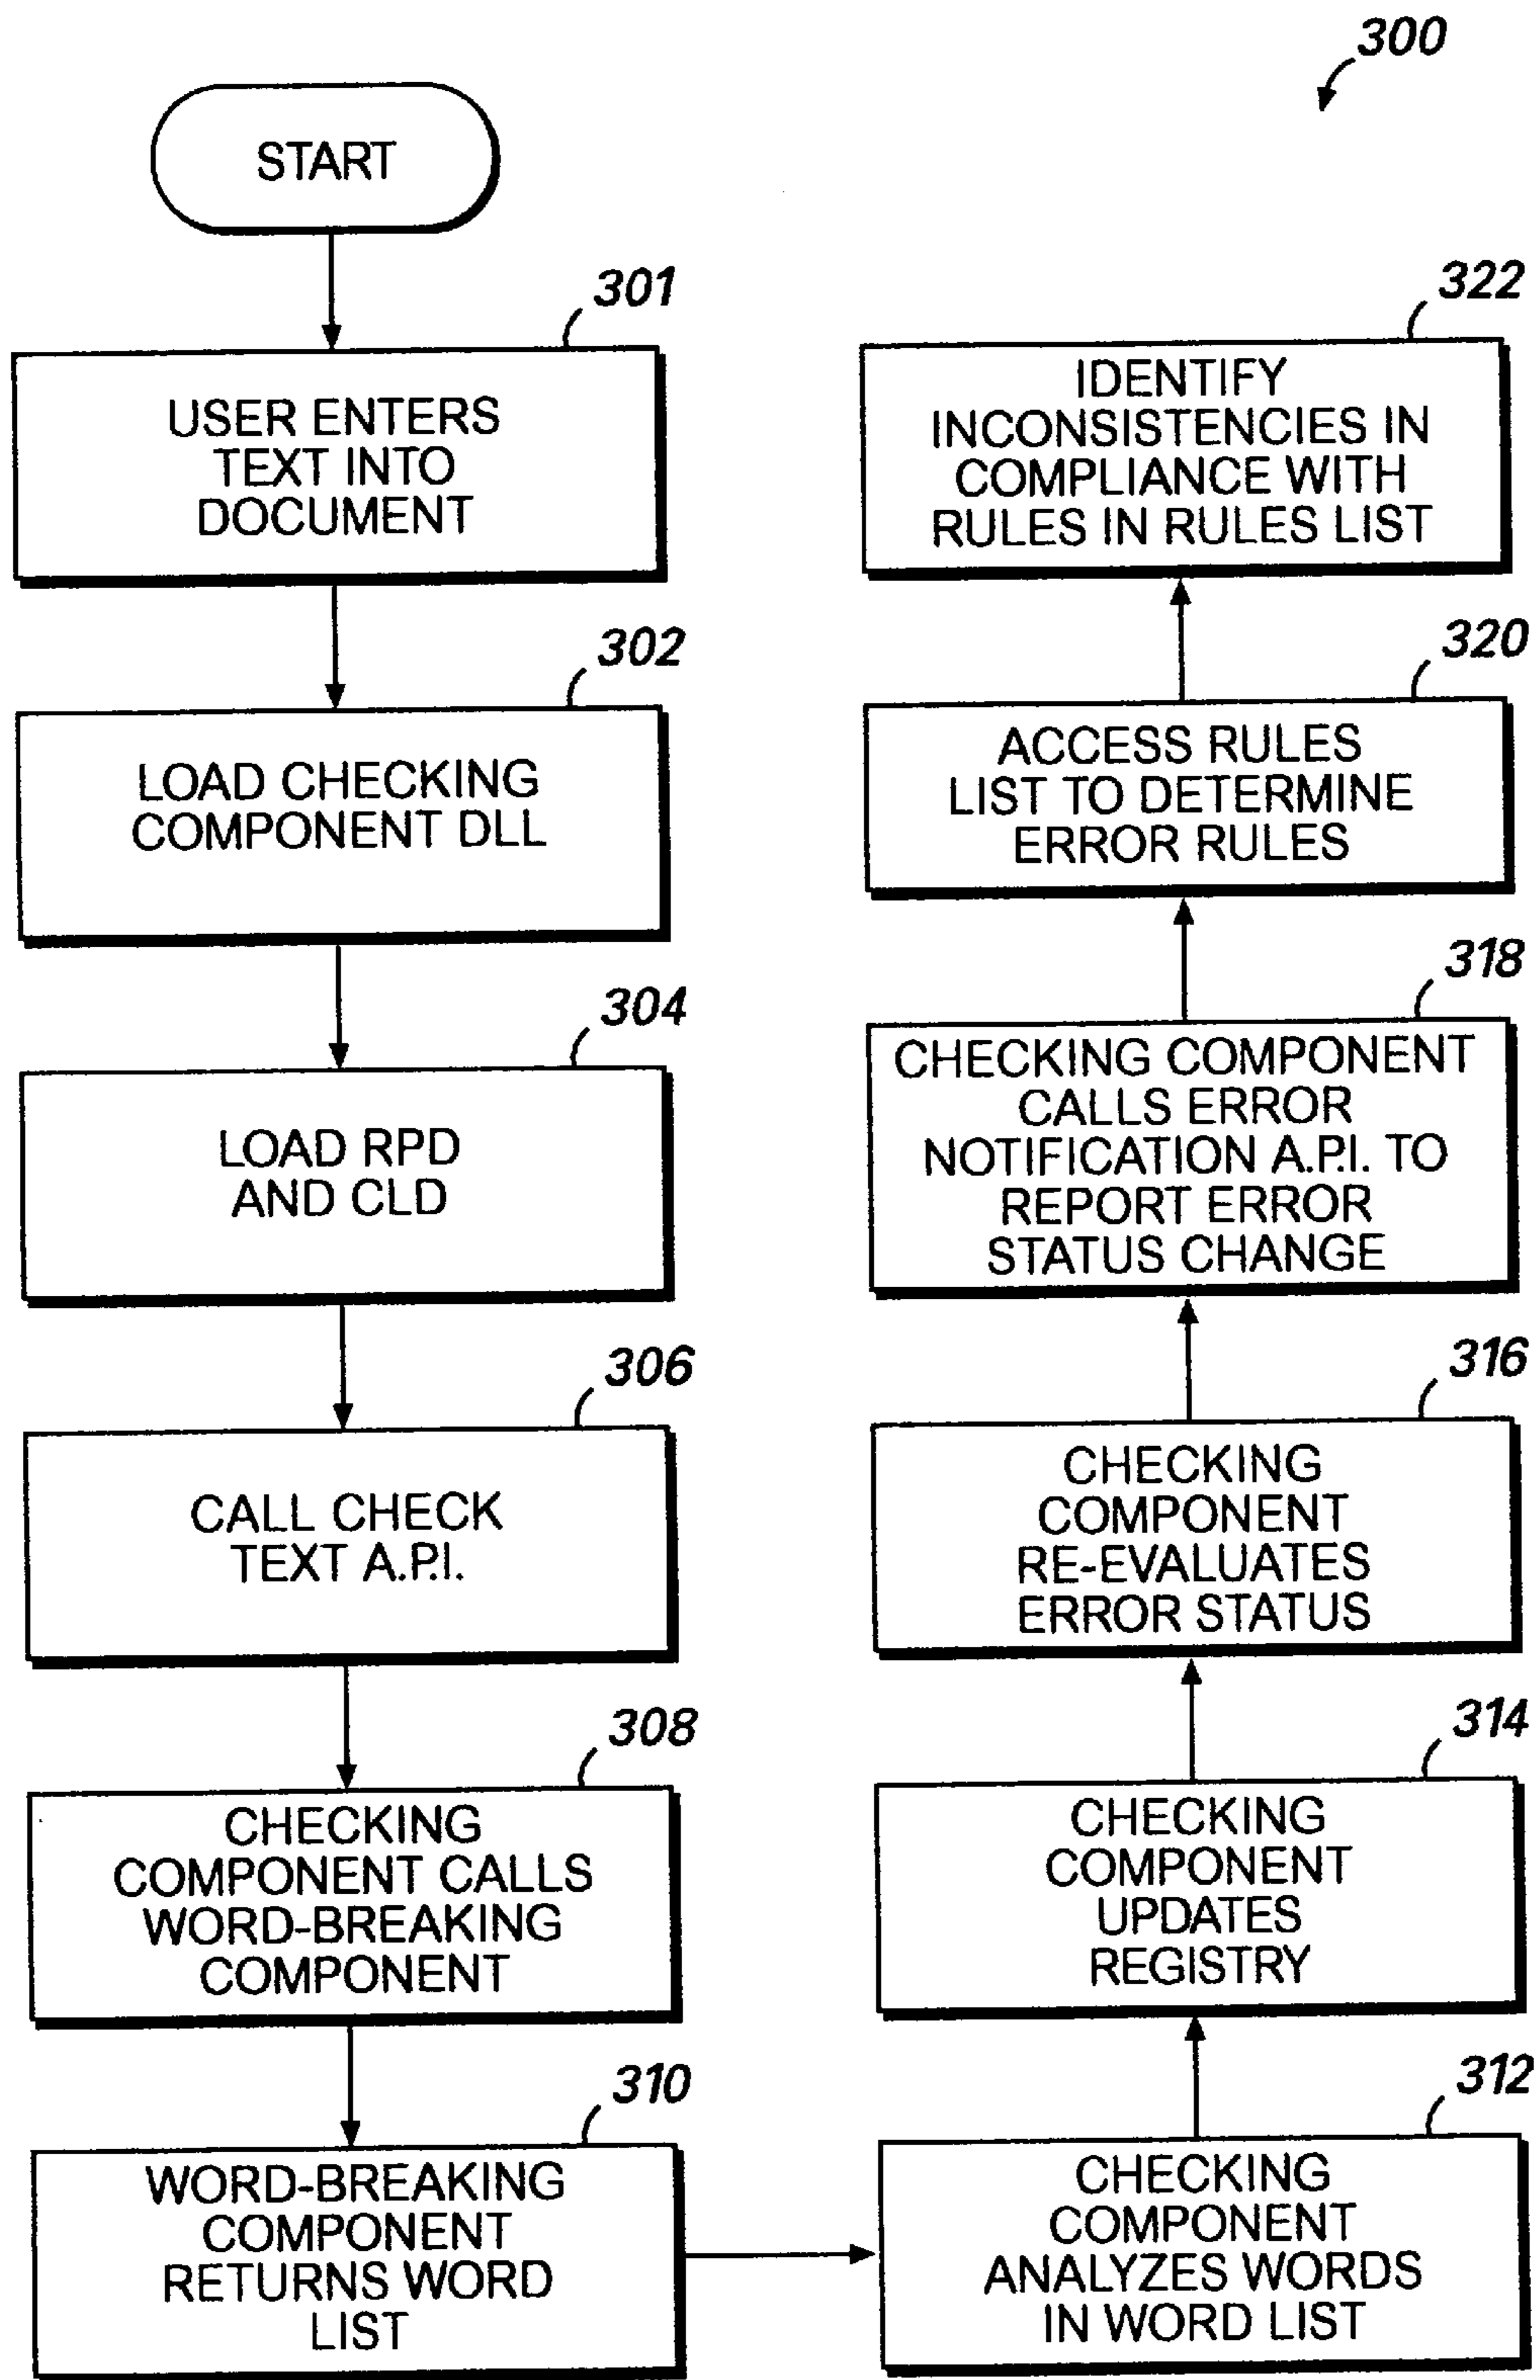 300
START
301
USER ENTERS
TEXT INTO
DOCUMENT
302
LOAD CHECKING
COMPONENT DLL
304
LOAD RPD
AND CLD
306
CALL CHECK
TEXT A.P.I.
308
CHECKING
COMPONENT CALLS
WORD-BREAKING
COMPONENT
310
WORD-BREAKING
COMPONENT
RETURNS WORD
LIST
312
CHECKING
COMPONENT
ANALYZES WORDS
IN WORD LIST
314
CHECKING
COMPONENT
UPDATES
REGISTRY
316
CHECKING
COMPONENT
RE-EVALUATES
ERROR STATUS
318
CHECKING COMPONENT
CALLS ERROR
NOTIFICATION A.P.I. TO
REPORT ERROR
STATUS CHANGE
320
ACCESS RULES
LIST TO DETERMINE
ERROR RULES
322
IDENTIFY
INCONSISTENCIES IN
COMPLIANCE WITH
RULES IN RULES LIST